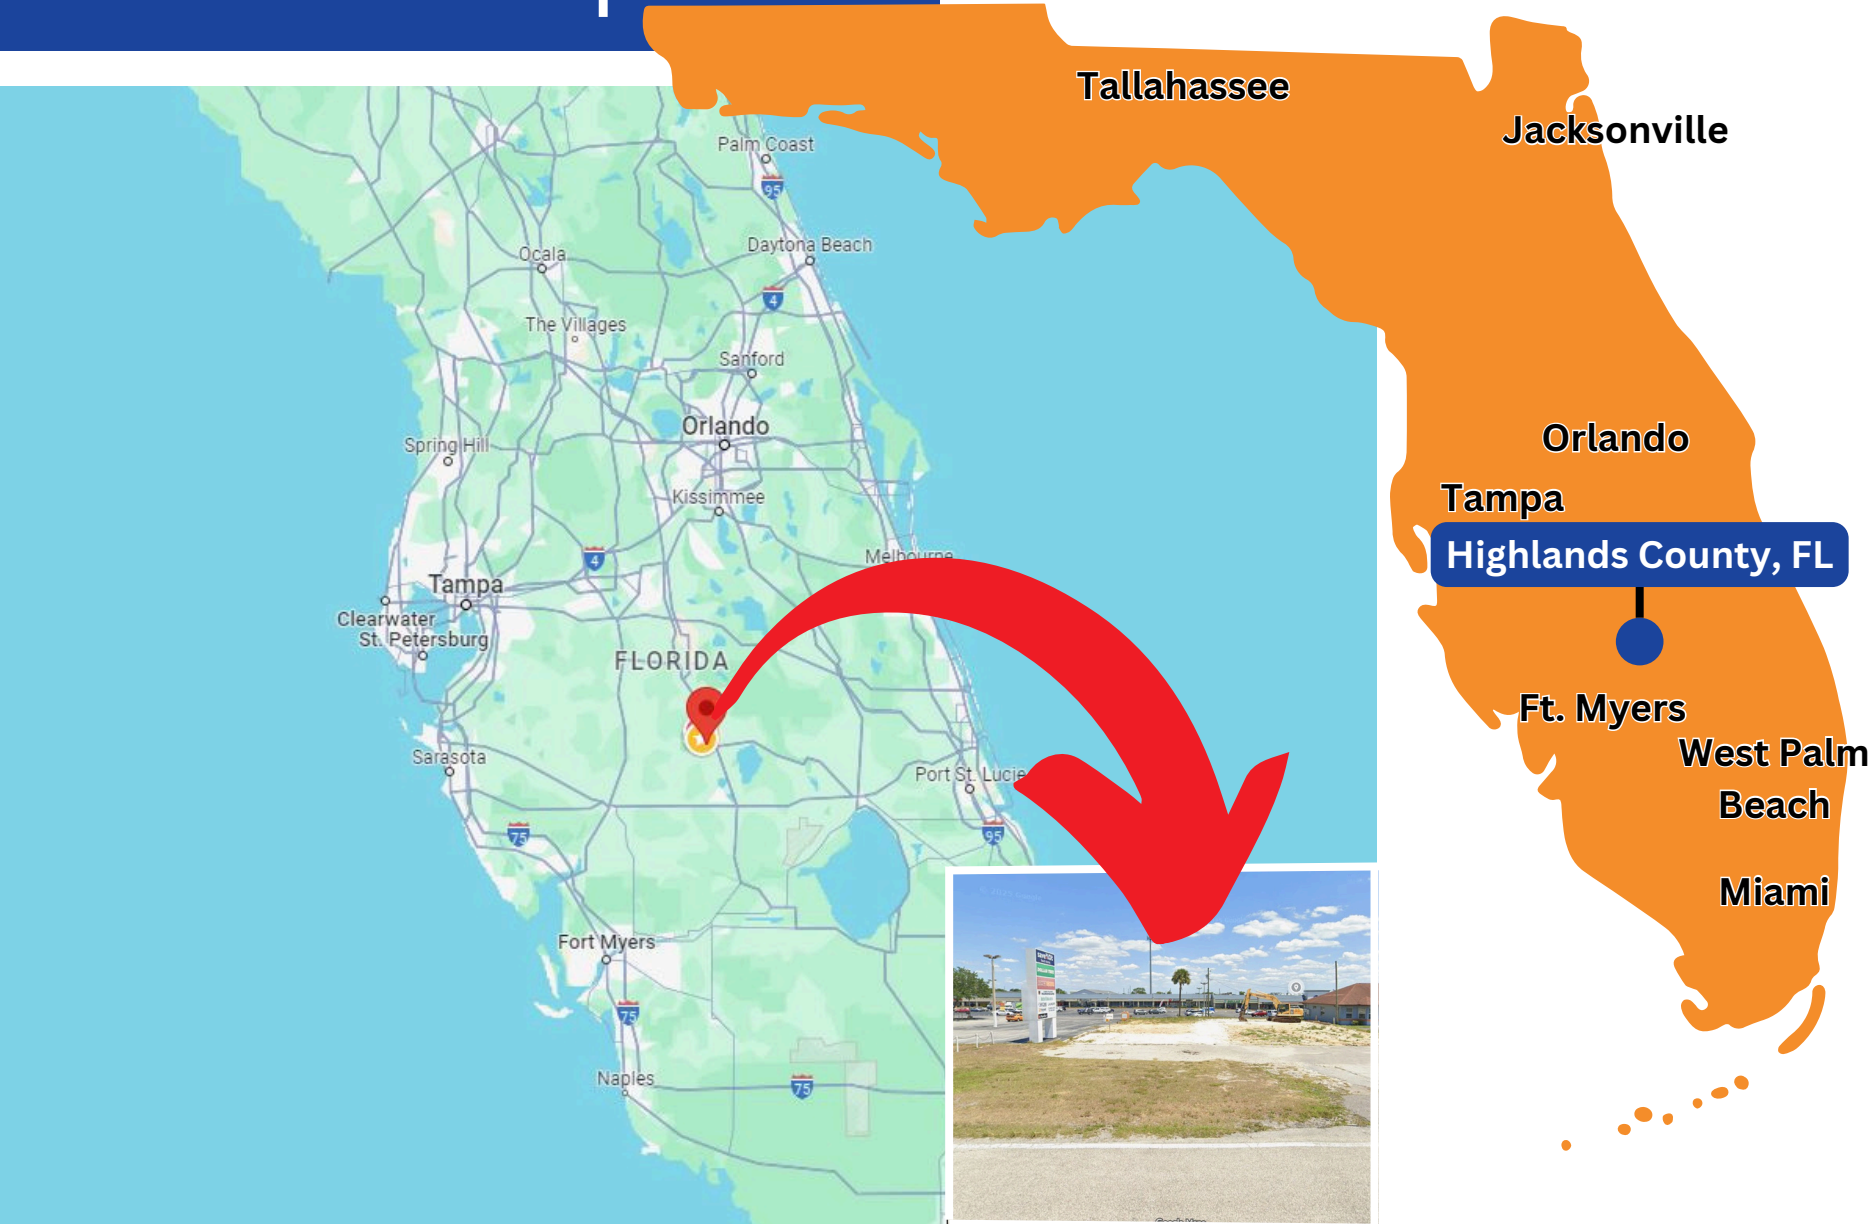 Tallahassee
Jacksonville
Palm Coast
95
Ocala
Daytona Beach
4
The Villages
Sanford
Orlando
Orlando
Spring Hill
Kissimmee
Tampa
Highlands County, FL
Melbourne
4
Tampa
Clearwater
St. Petersburg
FLORIDA
Ft. Myers
West Palm
Beach
Sarasota
Port St. Lucie
75
95
Miami
Fort Myers
75
Naples
75